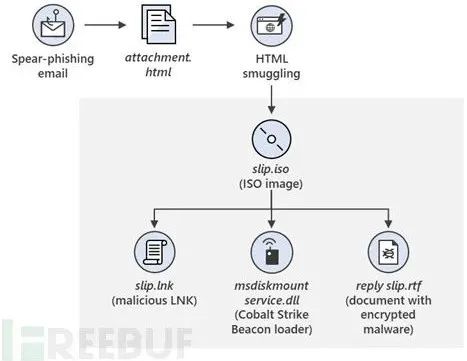 Spear-phishing
email
attachment.
html
HTML
smuggling
slip.iso
(ISO image)
slip.lnk
(malicious LNK)
msdiskmount
service.dll
(Cobalt Strike
Beacon loader)
reply slip.rtf
(document with
encrypted
malware)
FREEBUF